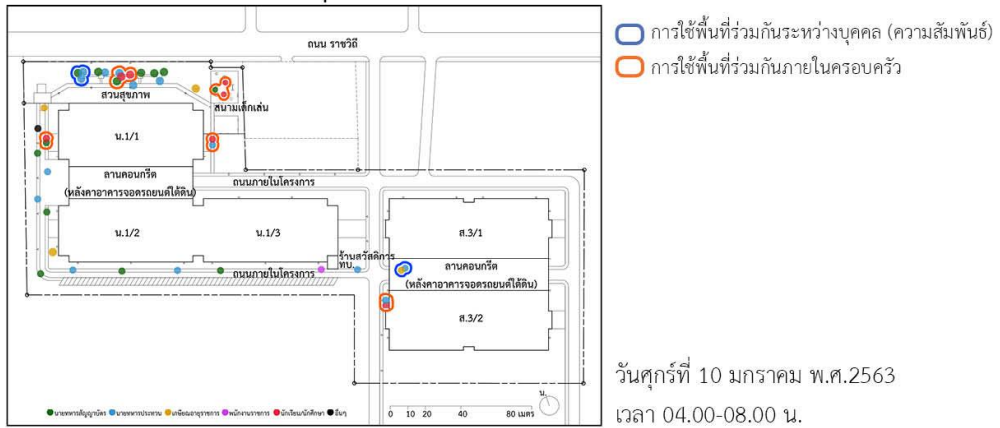 ถนน ราชวิถี
การใช้พื้นที่ร่วมกันระหว่างบุคคล (ความสัมพันธ์)
การใช้พื้นที่ร่วมกันภายในครอบครัว
สวนสุขภาพ
สนามเด็กเล่น
น.1/1
ลานคอนกรีต
(หลังคาอาคารจอดรถยนต์ใต้ดิน)
ถนนภายในโครงการ
น.1/2
น.1/3
ส.3/1
ร้านสวัสดิการ
ทบ.
ลานคอนกรีต
(หลังคาอาคารจอดรถยนต์ใต้ดิน)
ถนนภายในโครงการ
ส.3/2
วันศุกร์ที่ 10 มกราคม พ.ศ.2563
เวลา 04.00-08.00 น.
นายทหารสัญญาบัตร นายทหารประทวน เกษียณอายุราชการ พนักงานราชการ นักเรียน/นักศึกษา อื่นๆ
0 10 20 40 80 เมตร
น.